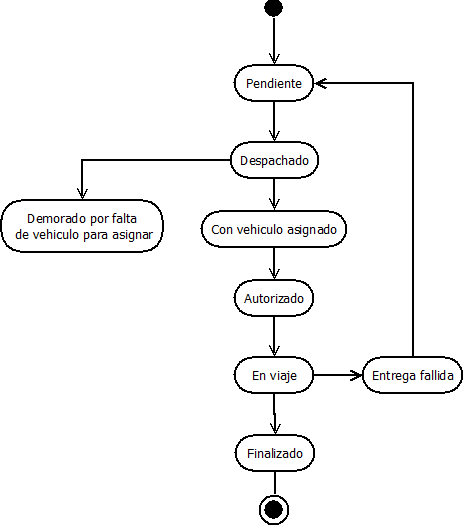 Pendiente
Despachado
Demorado por falta
de vehiculo para asignar
Con vehiculo asignado
Autorizado
En viaje
Entrega fallida
Finalizado